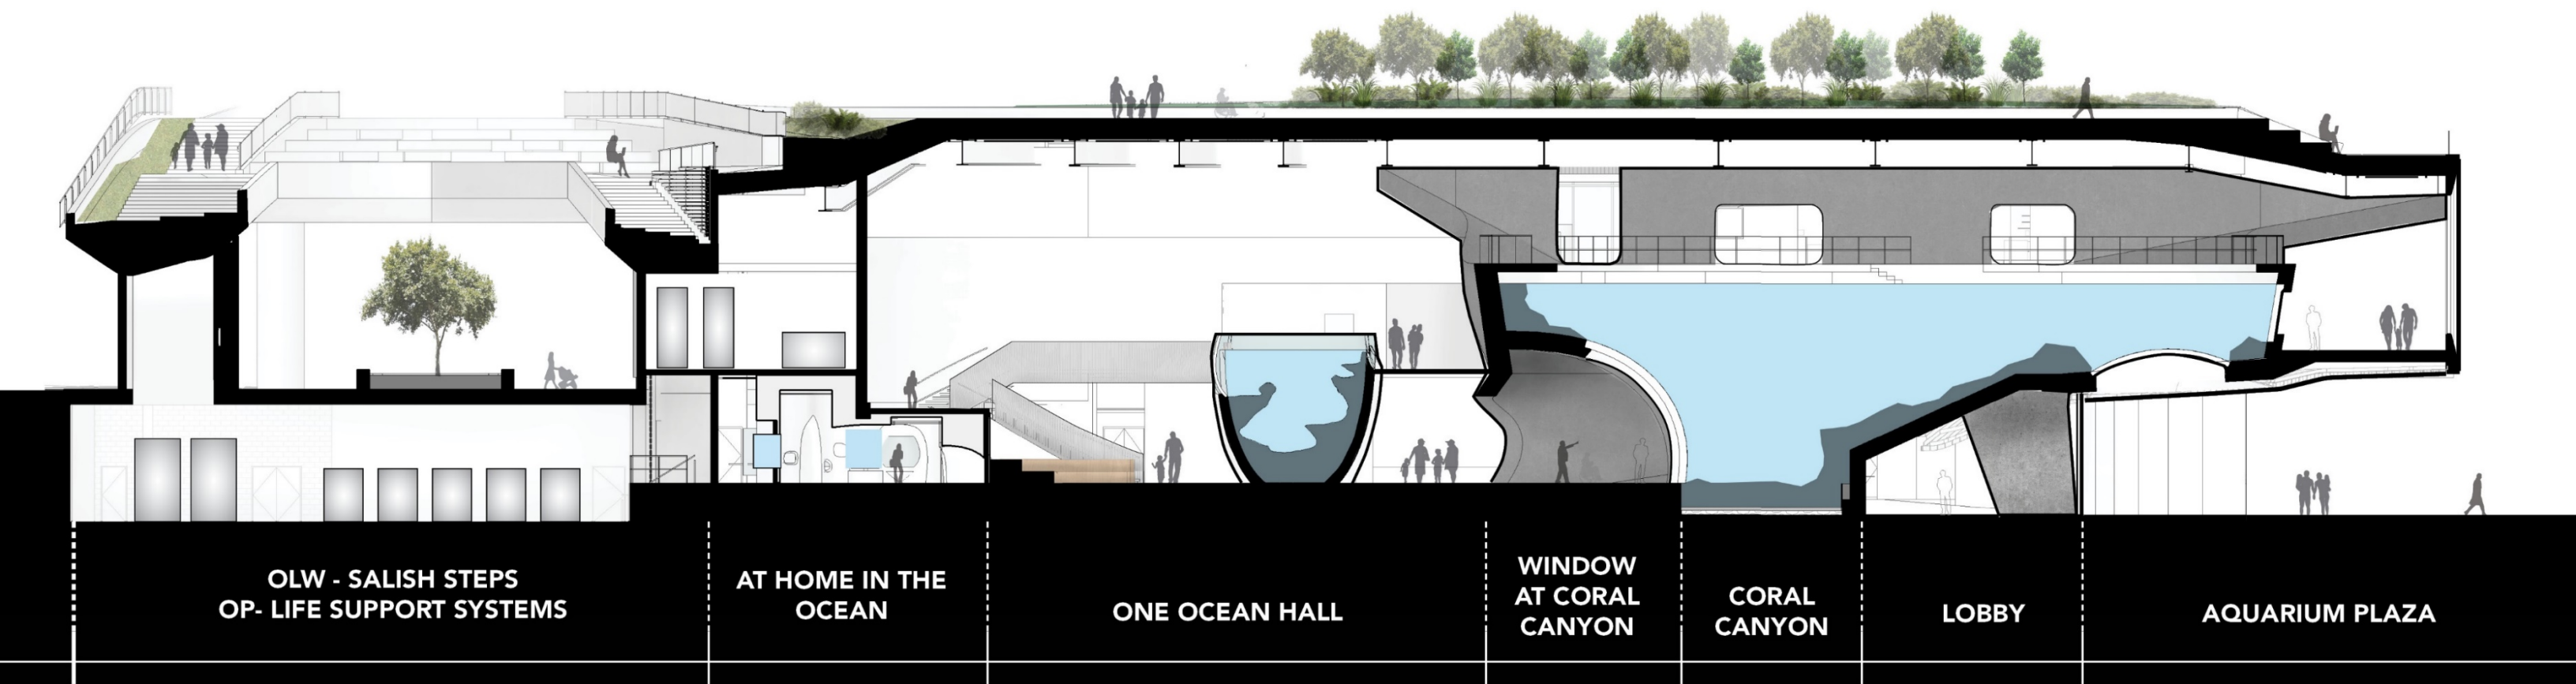 OLW - SALISH STEPS
OP- LIFE SUPPORT SYSTEMS
AT HOME IN THE
OCEAN
ONE OCEAN HALL
WINDOW
AT CORAL
CANYON
CORAL
CANYON
LOBBY
AQUARIUM PLAZA